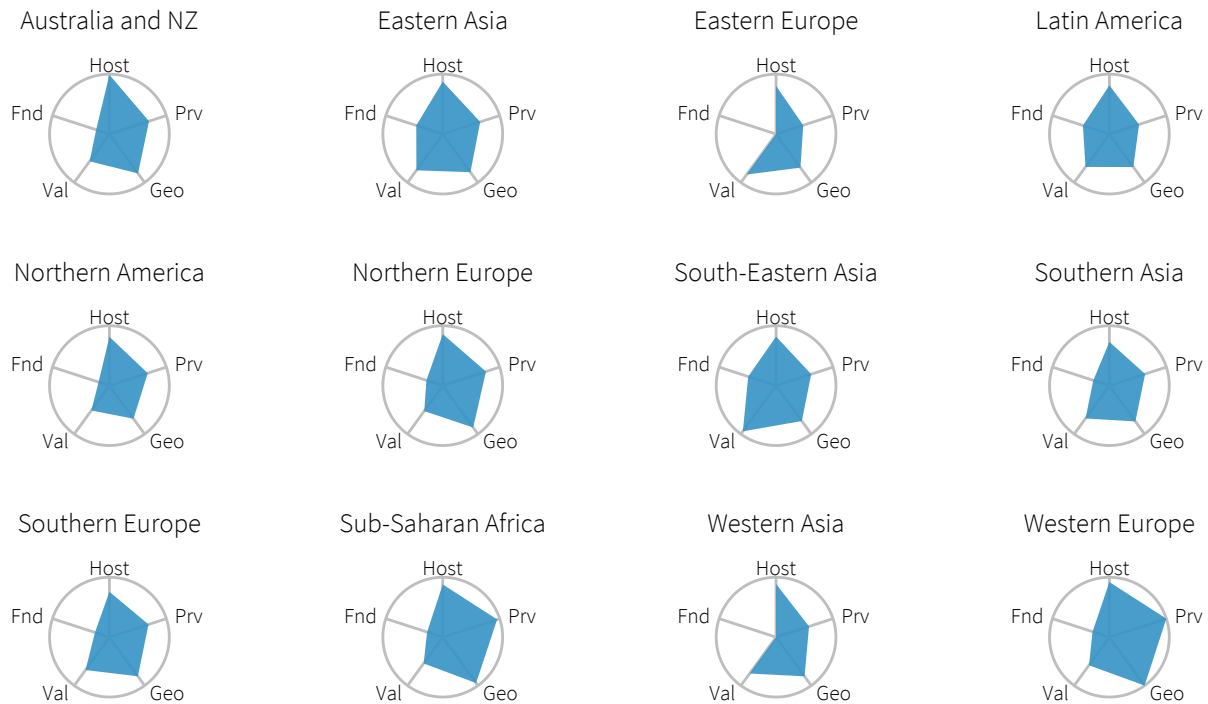 Australia and NZ
Eastern Asia
Eastern Europe
Latin America
Host
Host
Host
Host
Fnd
Prv
Fnd
Prv
Fnd
Prv
Fnd
Prv
Val
Geo
Val
Geo
Val
Geo
Val
Geo
Northern America
Northern Europe
South-Eastern Asia
Southern Asia
Host
Host
Host
Host
Fnd
Prv
Fnd
Prv
Fnd
Prv
Fnd
Prv
Val
Geo
Val
Geo
Val
Geo
Val
Geo
Southern Europe
Sub-Saharan Africa
Western Asia
Western Europe
Host
Host
Host
Host
Fnd
Prv
Fnd
Prv
Fnd
Prv
Fnd
Prv
Val
Geo
Val
Geo
Val
Geo
Val
Geo